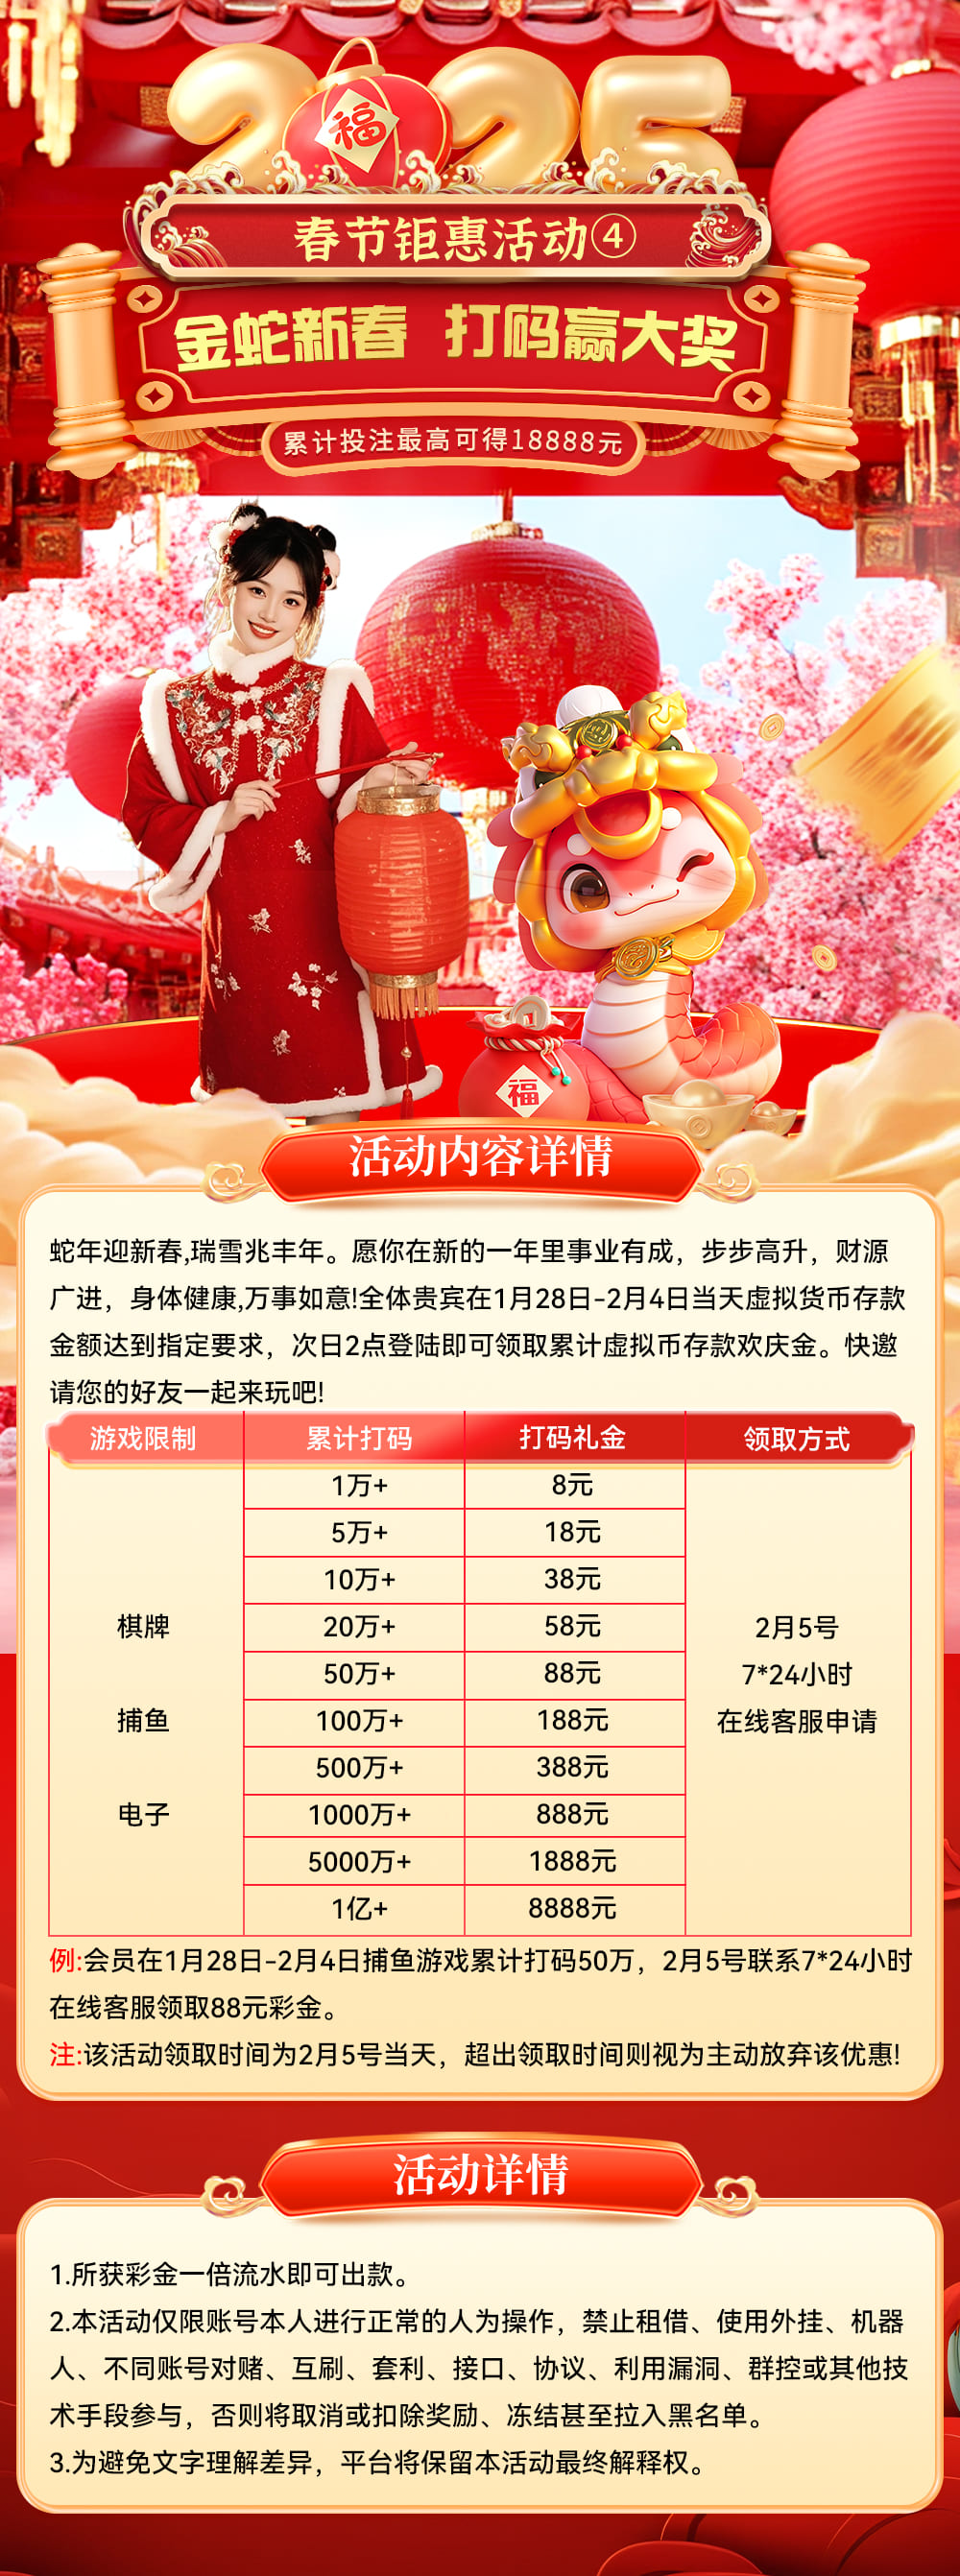 2025
福
春节钜惠活动④
金蛇新春 打码赢大奖
累计投注最高可得18888元
福
活动内容详情
蛇年迎新春,瑞雪兆丰年。愿你在新的一年里事业有成，步步高升，财源
广进，身体健康,万事如意!全体贵宾在1月28日-2月4日当天虚拟货币存款
金额达到指定要求，次日2点登陆即可领取累计虚拟币存款欢庆金。快邀
请您的好友一起来玩吧!
游戏限制 累计打码 打码礼金 领取方式
1万+ 8元
5万+ 18元
10万+ 38元
棋牌 20万+ 58元 2月5号
50万+ 88元 7*24小时
捕鱼 100万+ 188元 在线客服申请
500万+ 388元
电子 1000万+ 888元
5000万+ 1888元
1亿+ 8888元
例:会员在1月28日-2月4日捕鱼游戏累计打码50万，2月5号联系7*24小时
在线客服领取88元彩金。
注:该活动领取时间为2月5号当天，超出领取时间则视为主动放弃该优惠!
活动详情
1.所获彩金一倍流水即可出款。
2.本活动仅限账号本人进行正常的人为操作，禁止租借、使用外挂、机器
人、不同账号对赌、互刷、套利、接口、协议、利用漏洞、群控或其他技
术手段参与，否则将取消或扣除奖励、冻结甚至拉入黑名单。
3.为避免文字理解差异，平台将保留本活动最终解释权。